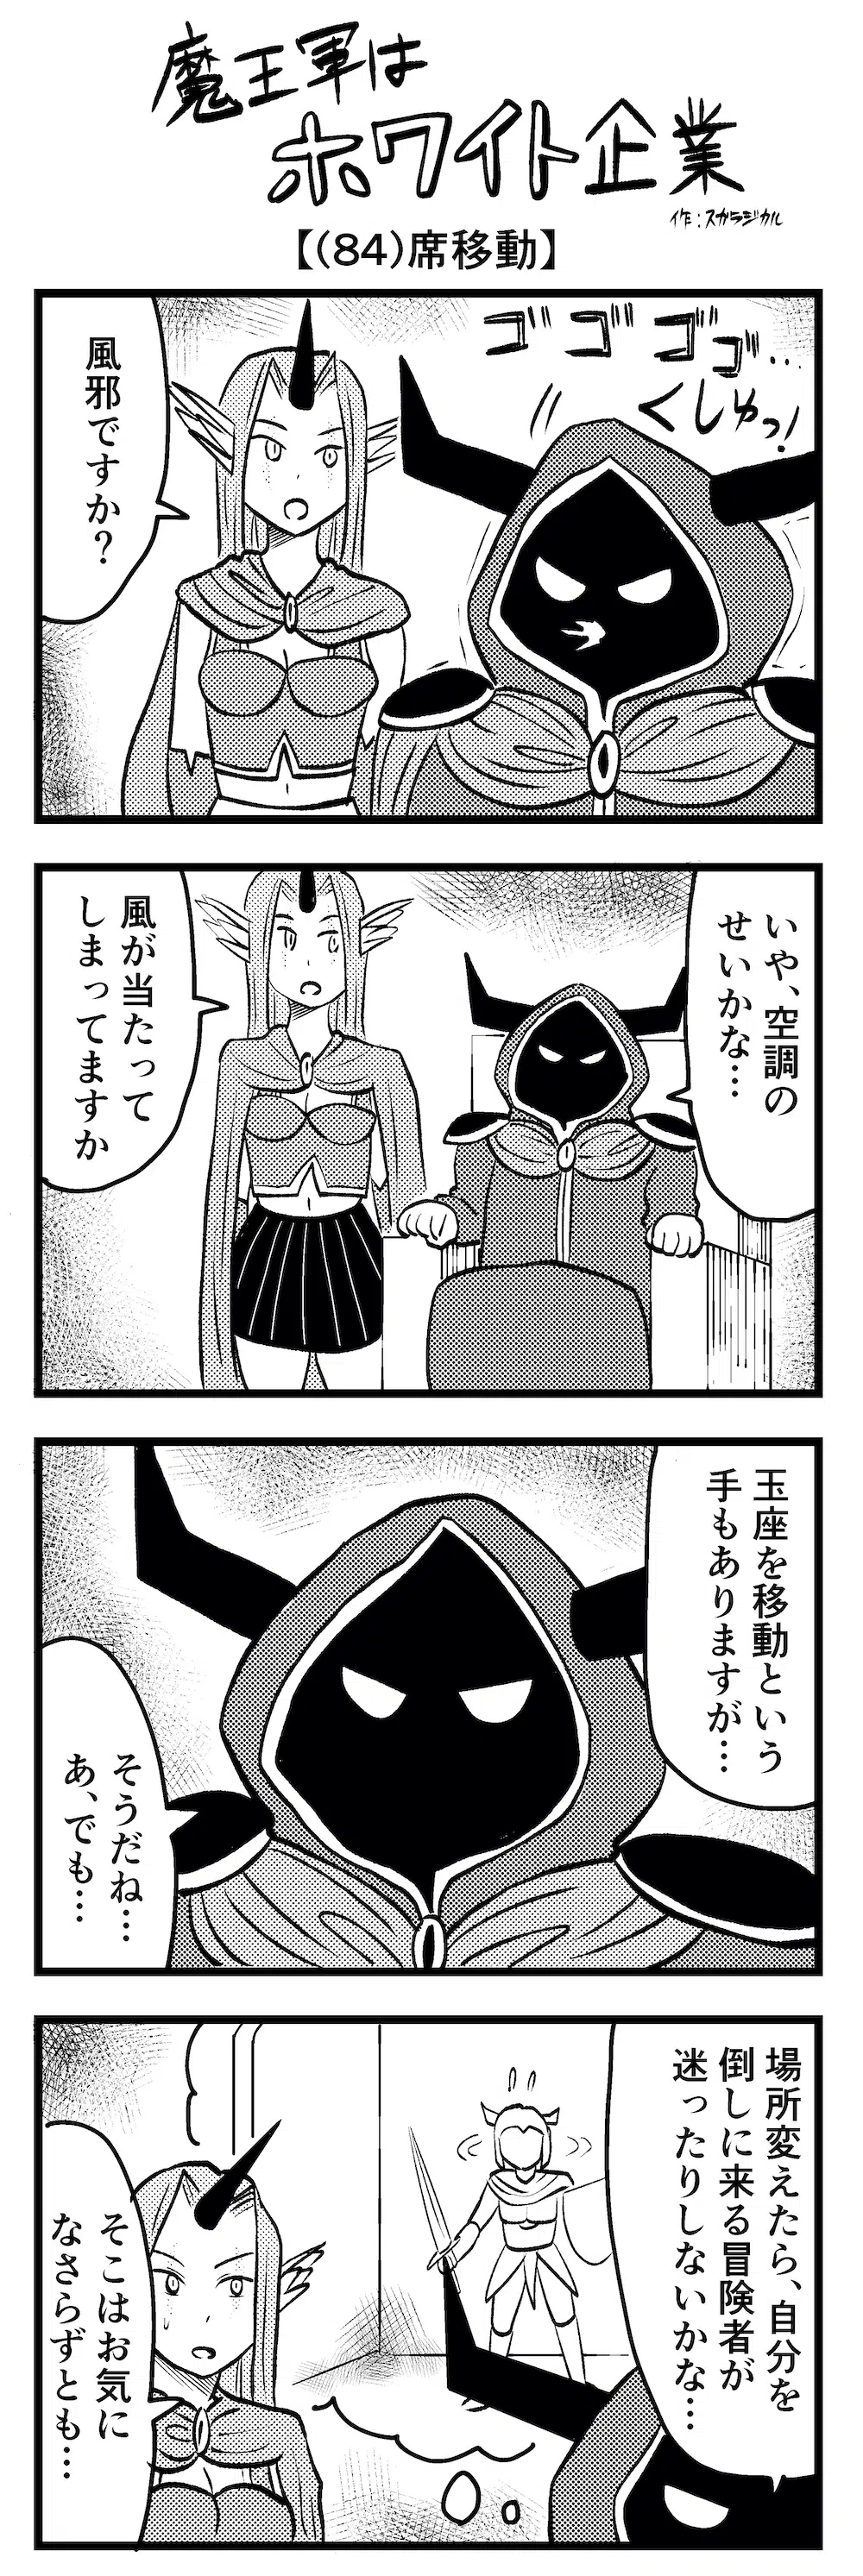 魔王軍は
ホワイト企業
作：スカラジカル
【(84)席移動】
ゴゴゴゴ…
くしゅっ！
風邪ですか？
いや、空調の
せいかな…
風が当たって
しまってますか
玉座を移動という
手もありますが…
そうだね…
あ、でも…
場所変えたら、自分を
倒しに来る冒険者が
迷ったりしないかな…
そこはお気に
なさらずとも…